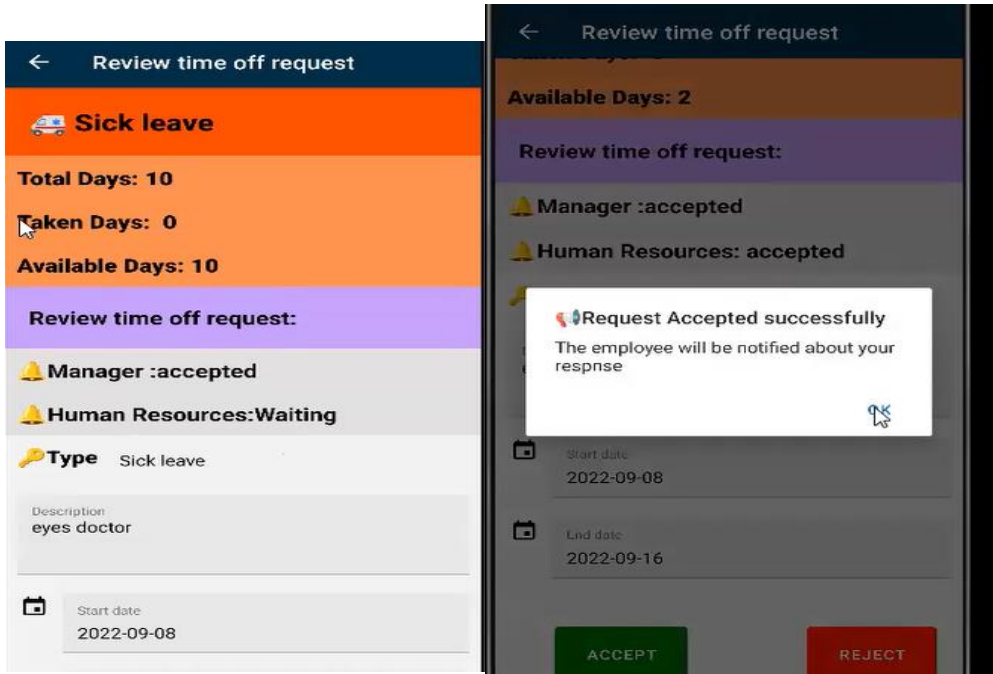 Review time off request
Sick leave
Total Days: 10
Taken Days: 0
Available Days: 10
Review time off request:
Manager :accepted
Human Resources:Waiting
Type Sick leave
Description
eyes doctor
Start date
2022-09-08
Review time off request
Available Days: 2
Review time off request:
Manager :accepted
Human Resources: accepted
Request Accepted successfully
The employee will be notified about your
respnse
OK
Start date
2022-09-08
End date
2022-09-16
ACCEPT REJECT